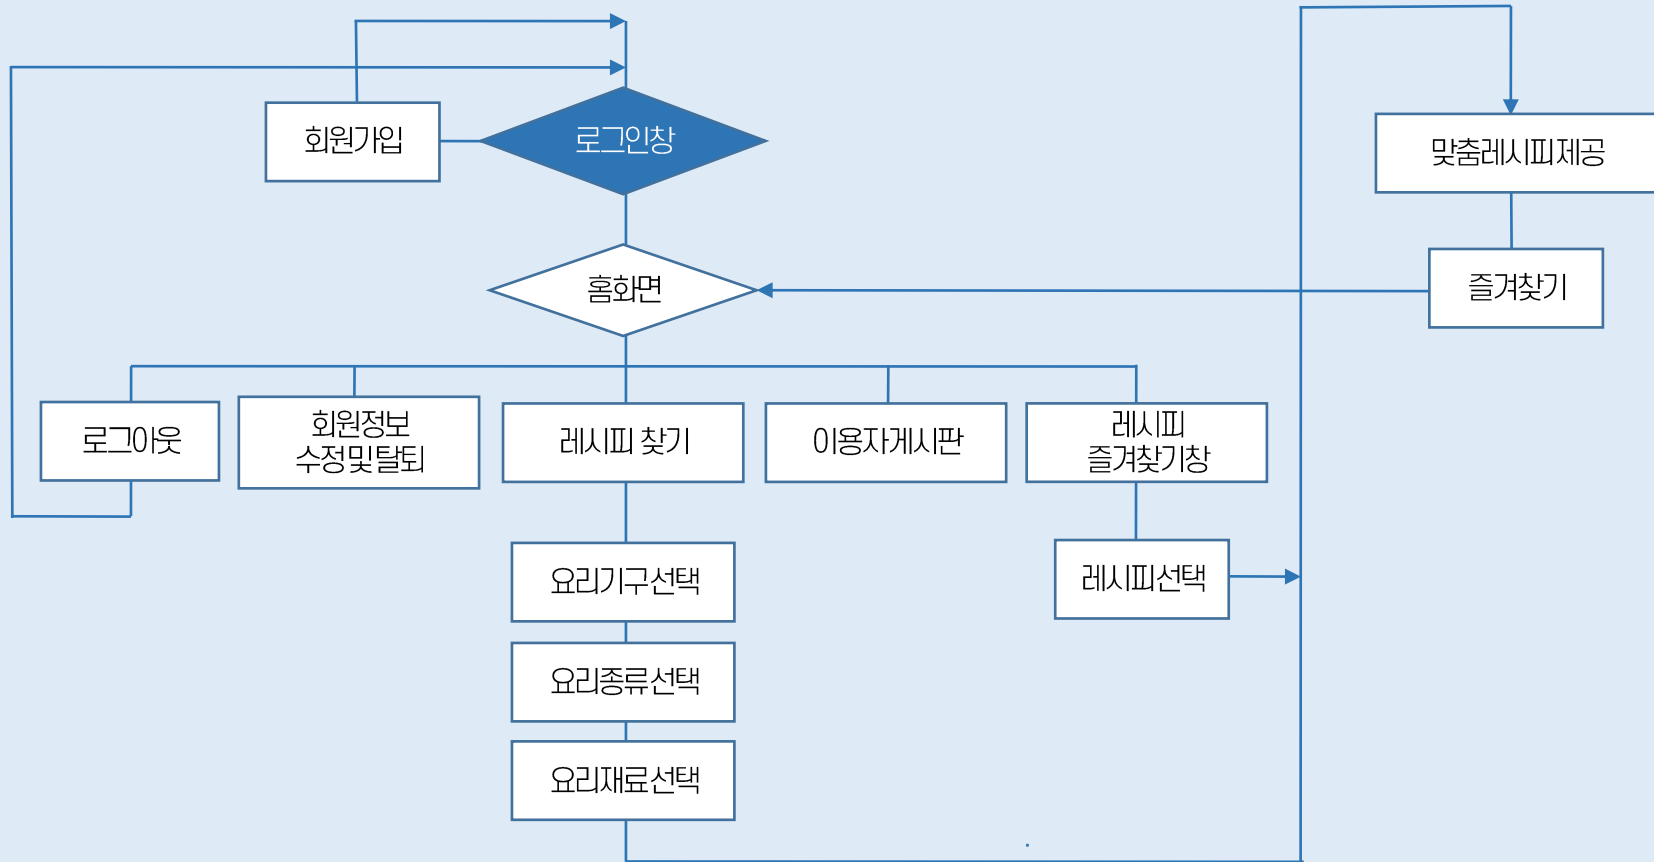 회원가입
로그인창
맞춤레시피제공
홈화면
즐겨찾기
로그아웃
회원정보
수정및탈퇴
레시피 찾기
이용자게시판
레시피
즐겨찾기창
요리기구선택
레시피선택
요리종류선택
요리재료선택